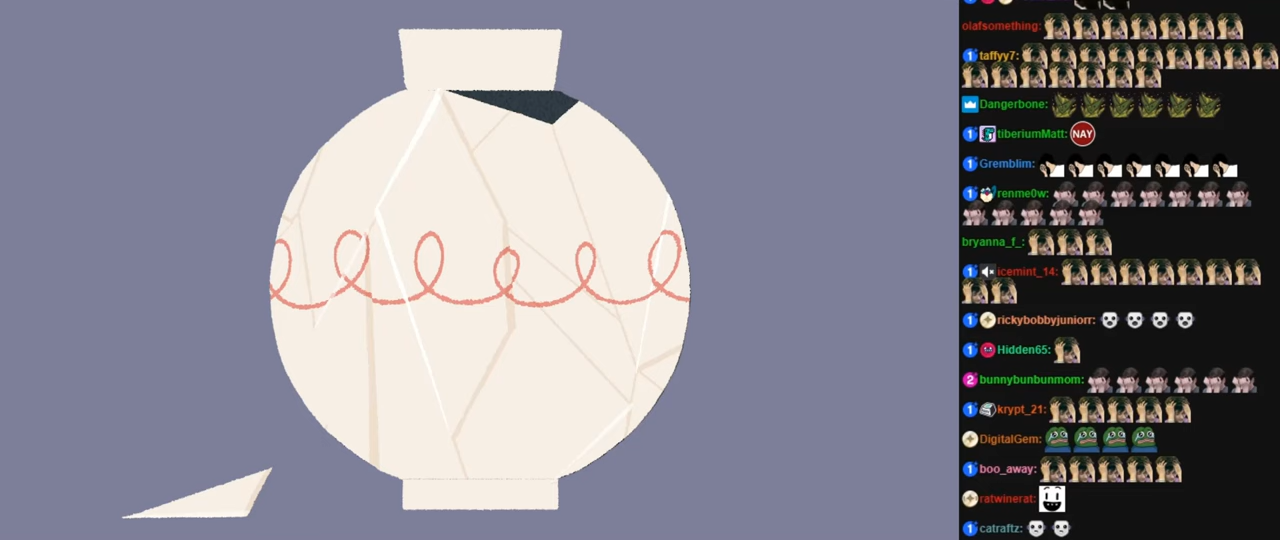 olafsomething:
taffyy7:
Dangerbone:
tiberiumMatt: NAY
Gremblim:
renme0w:
bryanna_f_:
icemint_14:
rickybobbyjuniorr:
Hidden65:
bunnybunbunmom:
krypt_21:
DigitalGem:
boo_away:
ratwinerat:
catraftz: